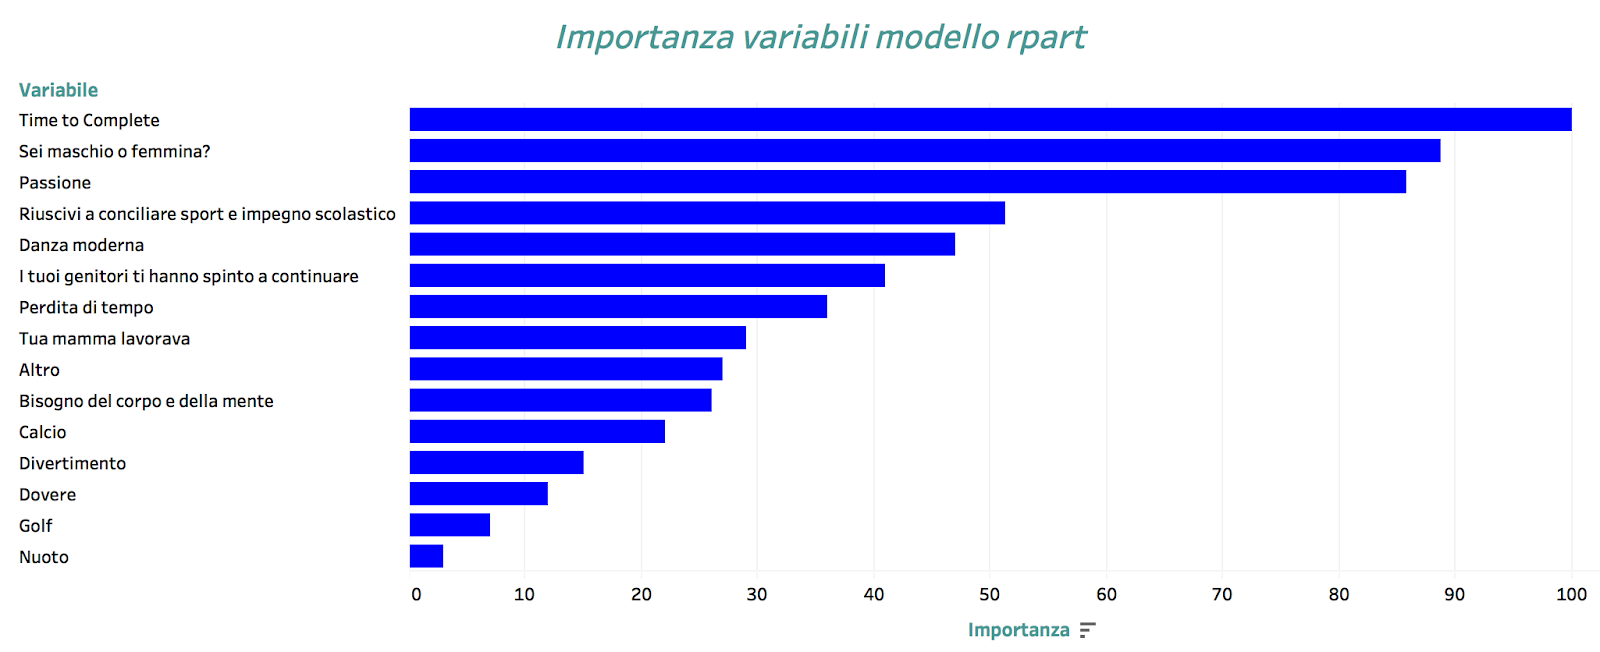 Importanza variabili modello rpart
Variabile
Time to Complete
Sei maschio o femmina?
Passione
Riuscivi a conciliare sport e impegno scolastico
Danza moderna
I tuoi genitori ti hanno spinto a continuare
Perdita di tempo
Tua mamma lavorava
Altro
Bisogno del corpo e della mente
Calcio
Divertimento
Dovere
Golf
Nuoto
0 10 20 30 40 50 60 70 80 90 100
Importanza